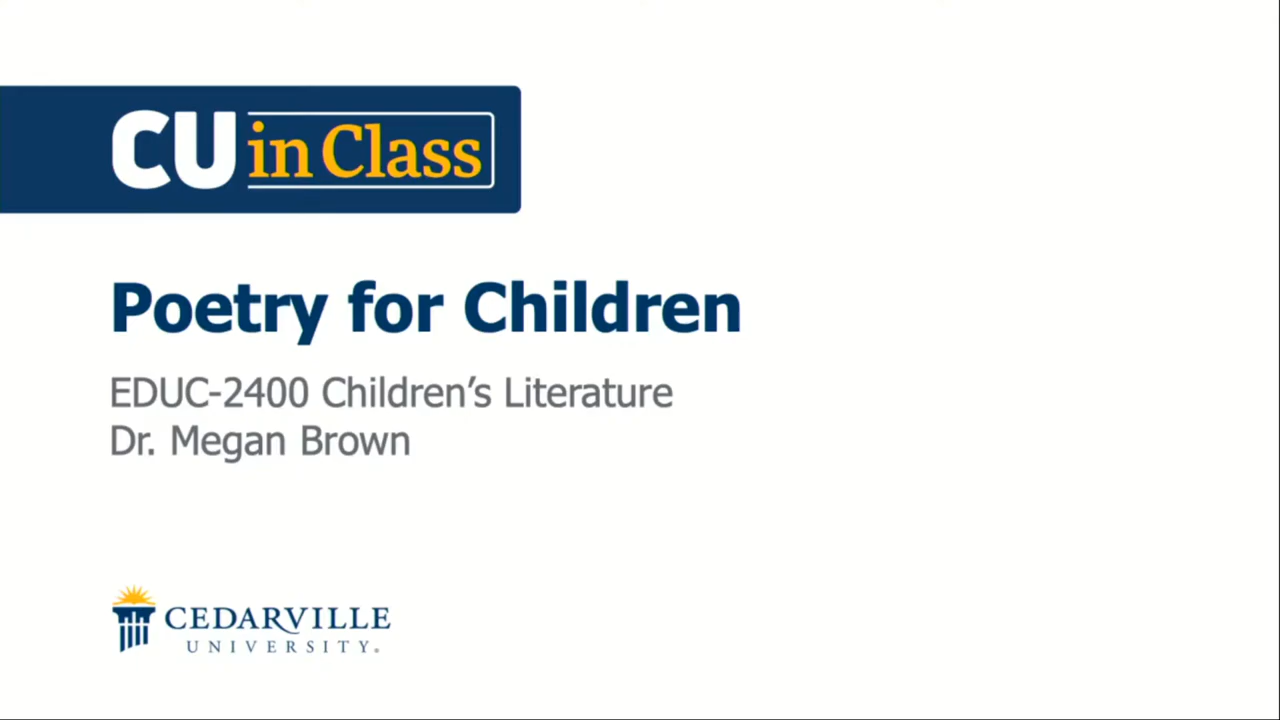 CU in Class
Poetry for Children
EDUC-2400 Children’s Literature
Dr. Megan Brown
CEDARVILLE
UNIVERSITY®